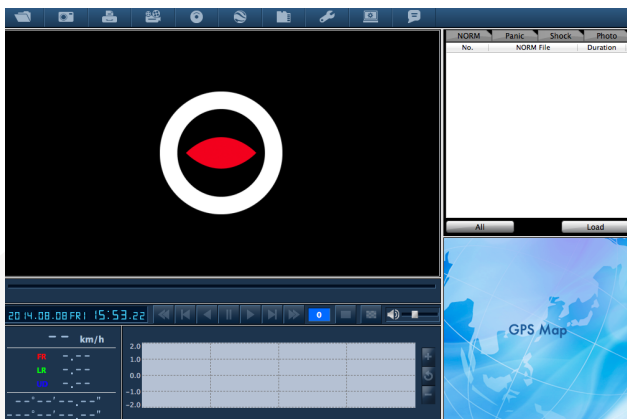 NORM Panic Shock Photo
No. NORM File Duration
All Load
2014.08.08 FRI 15:53.22
0
-- km/h
FR -.--
LR -.--
--°--'--.--"
--°--'--.--"
2.0
1.0
0.0
-1.0
-2.0
GPS Map